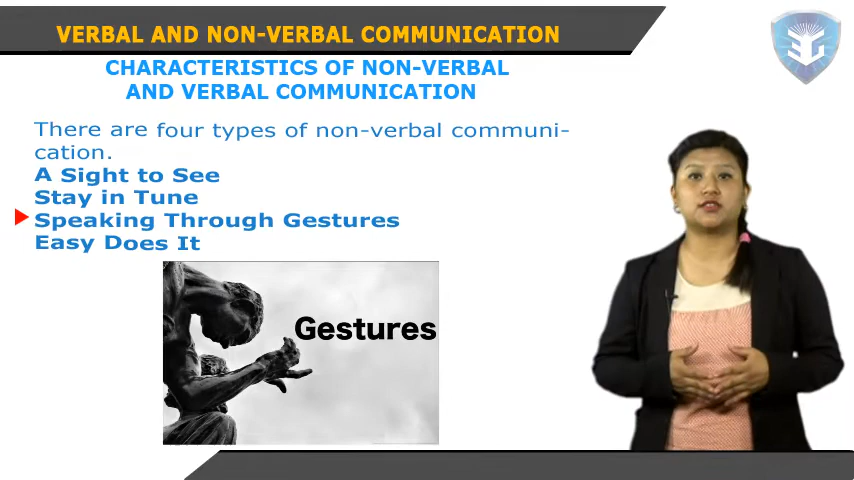 VERBAL AND NON-VERBAL COMMUNICATION
CHARACTERISTICS OF NON-VERBAL
AND VERBAL COMMUNICATION
There are four types of non-verbal communi-
cation.
A Sight to See
Stay in Tune
Speaking Through Gestures
Easy Does It
Gestures